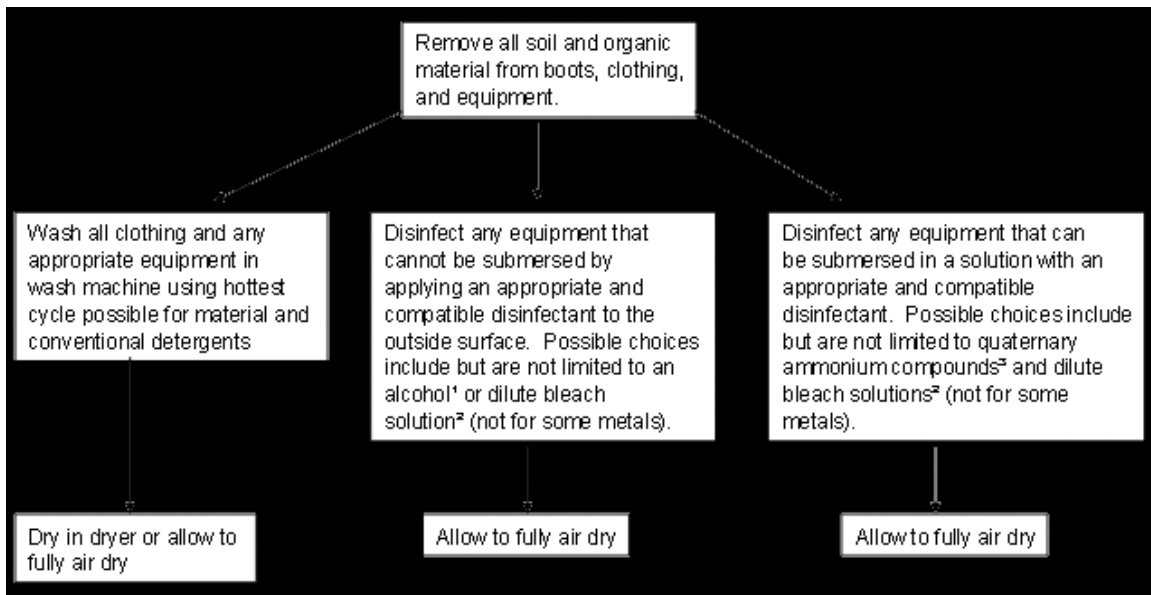 Remove all soil and organic
material from boots, clothing,
and equipment.
Wash all clothing and any
appropriate equipment in
wash machine using hottest
cycle possible for material and
conventional detergents
Disinfect any equipment that
cannot be submersed by
applying an appropriate and
compatible disinfectant to the
outside surface.  Possible choices
include but are not limited to an
alcohol¹ or dilute bleach
solution² (not for some metals).
Disinfect any equipment that can
be submersed in a solution with an
appropriate and compatible
disinfectant.  Possible choices include
but are not limited to quaternary
ammonium compounds³ and dilute
bleach solutions² (not for some
metals).
Dry in dryer or allow to
fully air dry
Allow to fully air dry
Allow to fully air dry